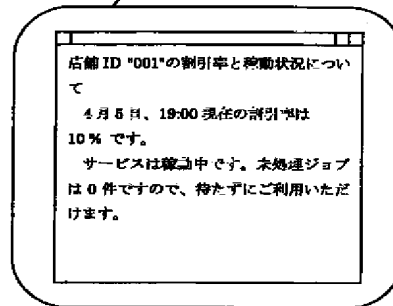 店舗 ID "001"の割引率と稼動状況につい
て
4月5日、19:00 現在の割引率は
10% です。
サービスは稼動中です。未処理ジョブ
は 0 件ですので、待たずにご利用いただ
けます。